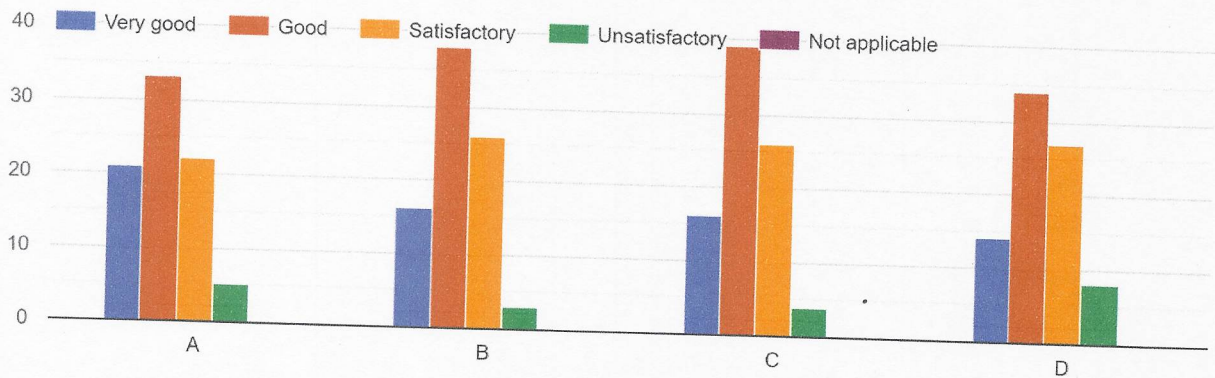 40
Very good
Good
Satisfactory
Unsatisfactory
Not applicable
30
20
10
0
A
B
C
D